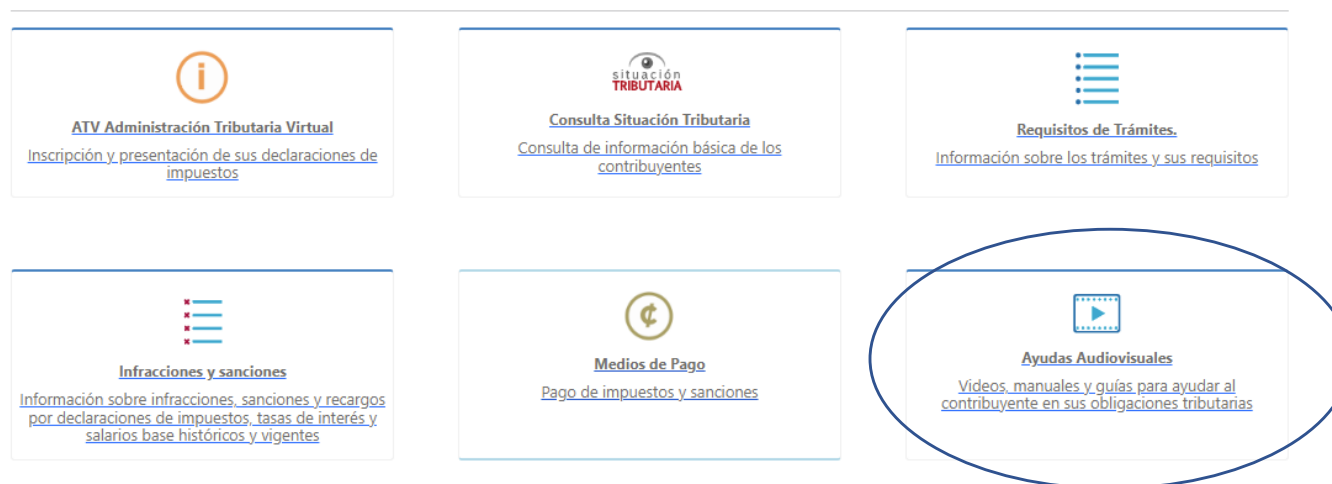 ATV Administración Tributaria Virtual
Inscripción y presentación de sus declaraciones de
impuestos
situación
TRIBUTARIA
Consulta Situación Tributaria
Consulta de información básica de los
contribuyentes
Requisitos de Trámites.
Información sobre los trámites y sus requisitos
Infracciones y sanciones
Información sobre infracciones, sanciones y recargos
por declaraciones de impuestos, tasas de interés y
salarios base históricos y vigentes
₡
Medios de Pago
Pago de impuestos y sanciones
Ayudas Audiovisuales
Videos, manuales y guías para ayudar al
contribuyente en sus obligaciones tributarias